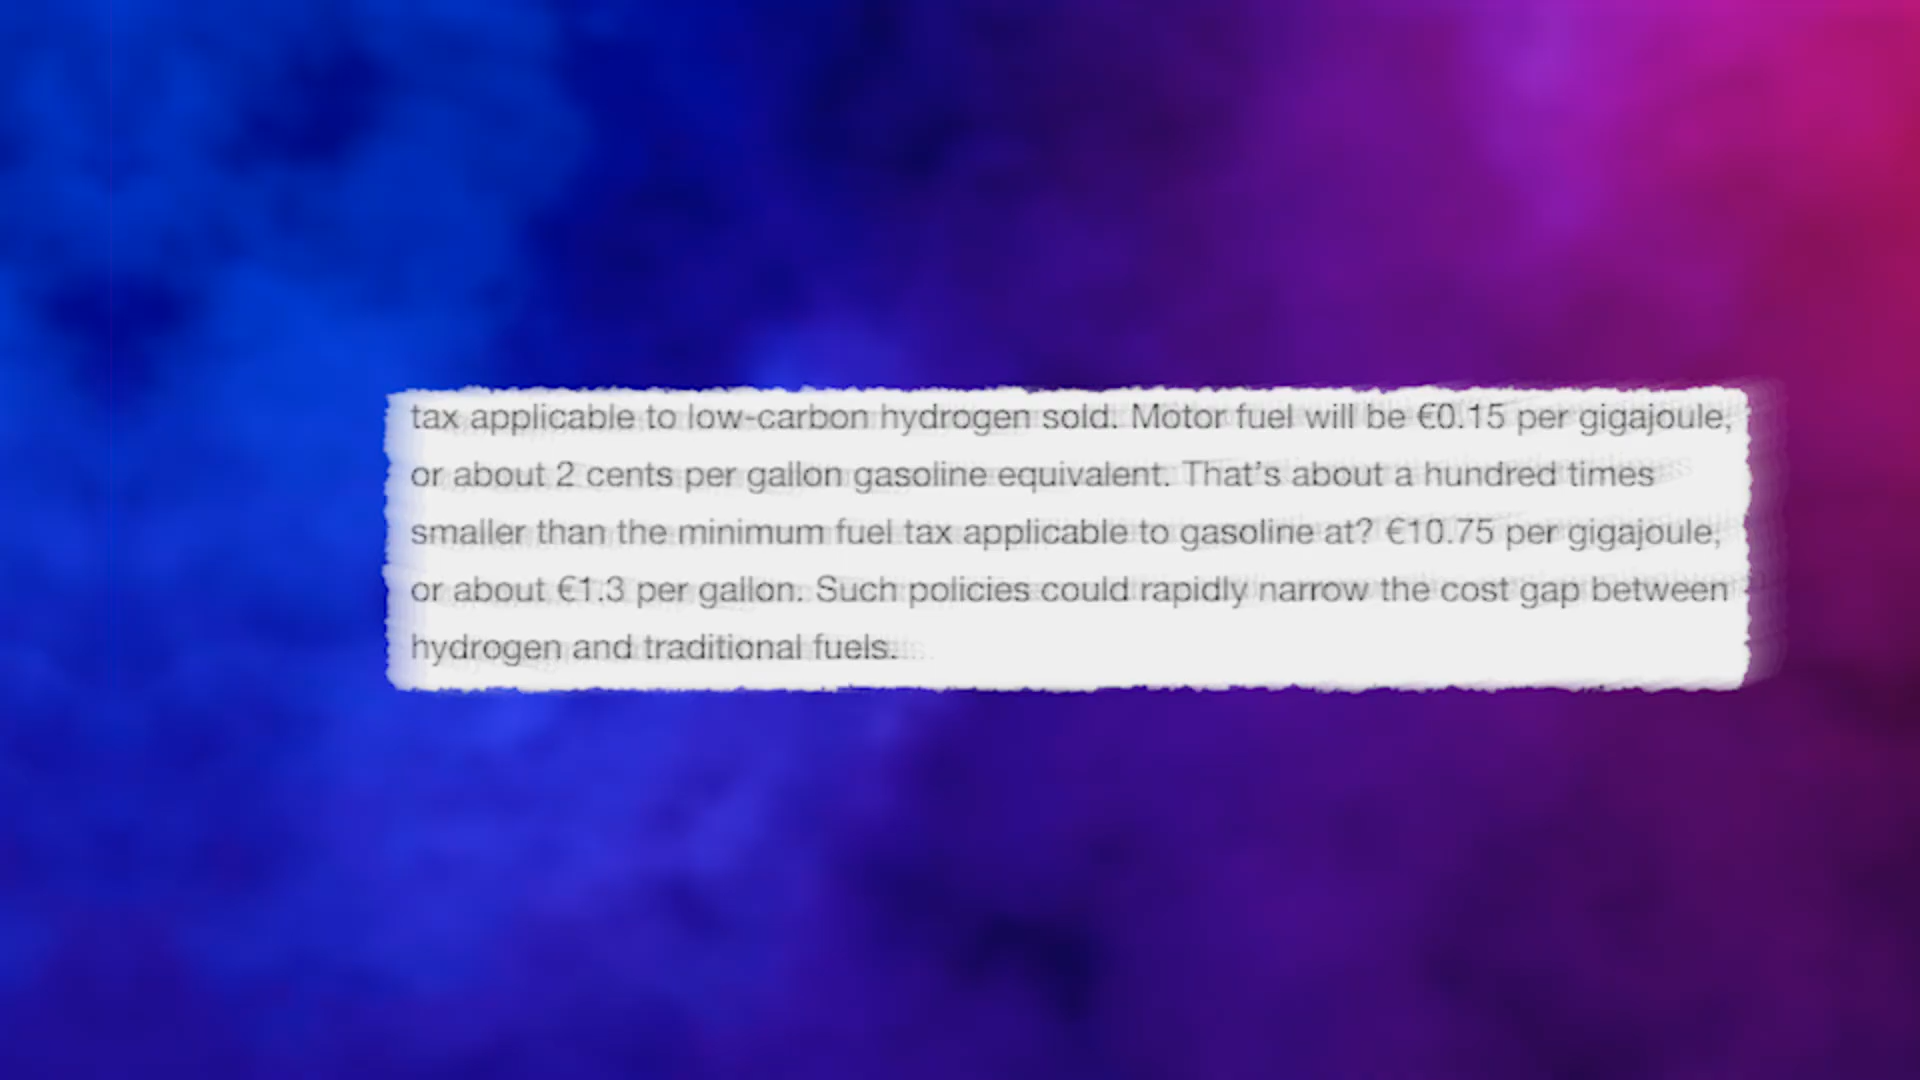 tax applicable to low-carbon hydrogen sold. Motor fuel will be €0.15 per gigajoule,
or about 2 cents per gallon gasoline equivalent. That’s about a hundred times
smaller than the minimum fuel tax applicable to gasoline at? €10.75 per gigajoule,
or about €1.3 per gallon. Such policies could rapidly narrow the cost gap between
hydrogen and traditional fuels.